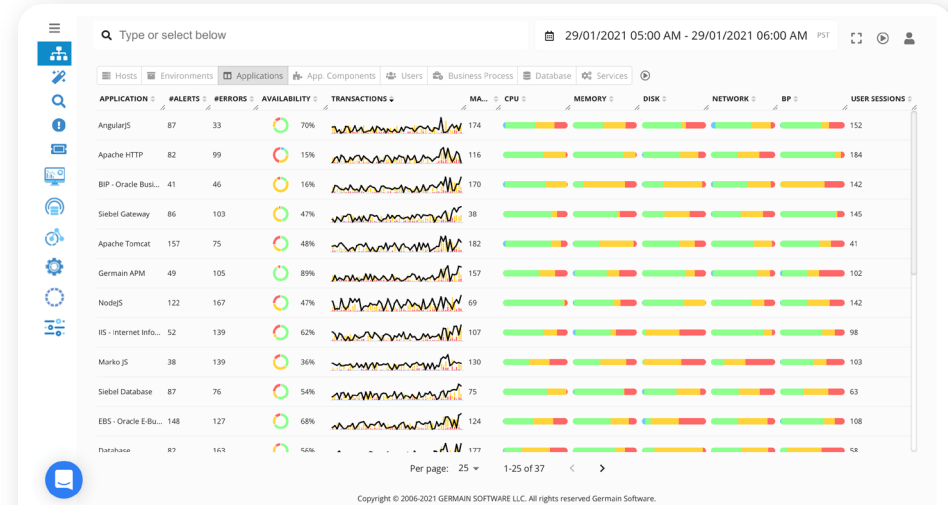 Type or select below
29/01/2021 05:00 AM - 29/01/2021 06:00 AM PST
Hosts Environments Applications App. Components Users Business Process Database Services
APPLICATION #ALERTS #ERRORS AVAILABILITY TRANSACTIONS MA... CPU MEMORY DISK NETWORK BP USER SESSIONS
AngularJS 87 33 70% 174 152
Apache HTTP 82 99 15% 116 184
BIP - Oracle Busi... 41 46 16% 170 142
Siebel Gateway 86 103 47% 38 145
Apache Tomcat 157 75 48% 182 41
Germain APM 49 105 89% 157 102
NodeJS 122 167 47% 69 142
IIS - Internet Info... 52 139 62% 107 98
Marko JS 38 139 36% 130 103
Siebel Database 87 76 54% 75 63
EBS - Oracle E-Bu... 148 127 68% 124 108
Database 82 163 56% 177 58
Per page: 25 1-25 of 37
Copyright © 2006-2021 GERMAIN SOFTWARE LLC. All rights reserved Germain Software.